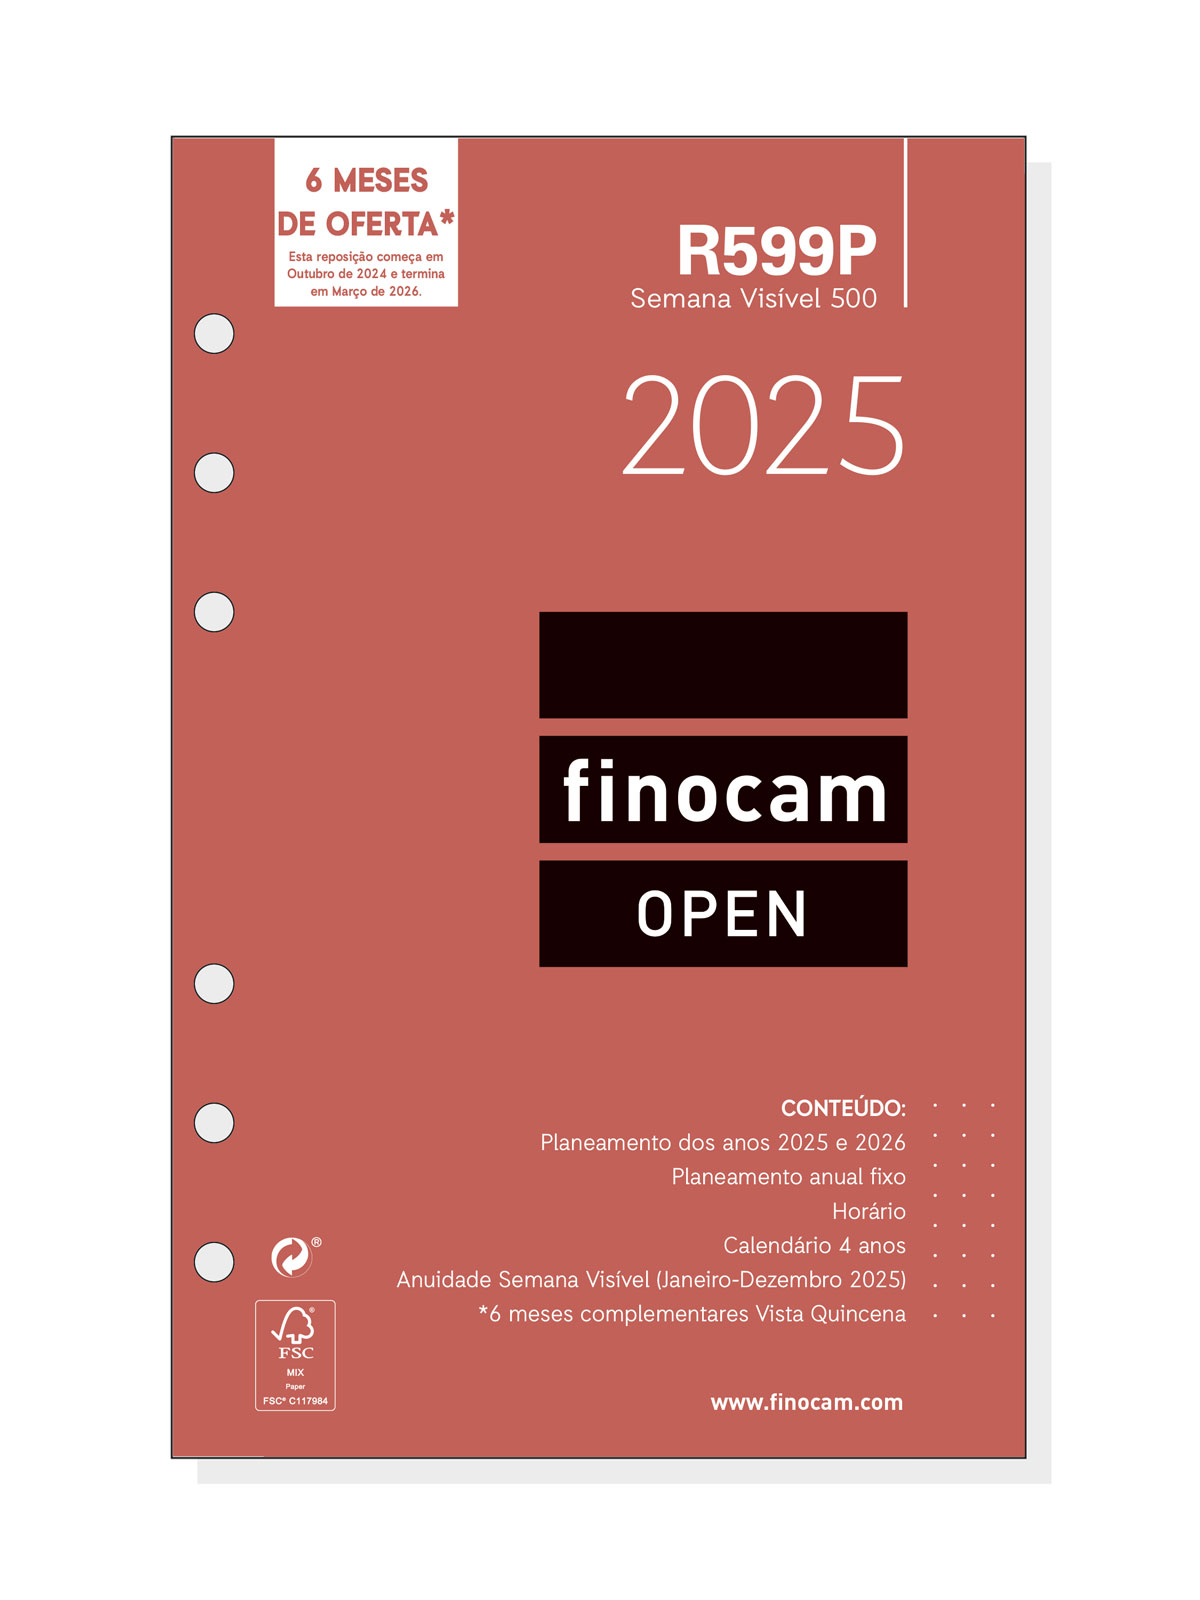 6 MESES
DE OFERTA*
Esta reposição começa em
Outubro de 2024 e termina
em Março de 2026.
R599P
Semana Visível 500
2025
finocam
OPEN
CONTEÚDO:
Planeamento dos anos 2025 e 2026
Planeamento anual fixo
Horário
Calendário 4 anos
Anuidade Semana Visível (Janeiro-Dezembro 2025)
*6 meses complementares Vista Quincena
®
®
FSC
MIX
Paper
FSC® C117984
www.finocam.com